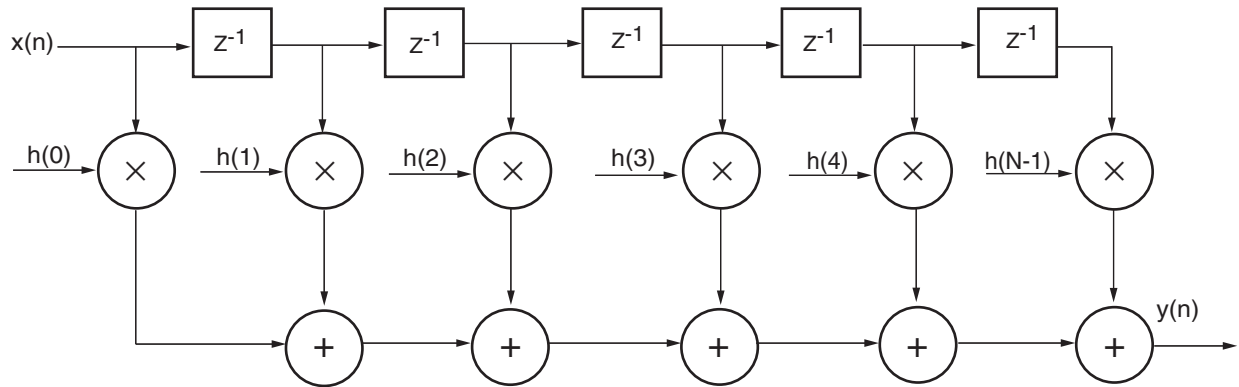 x(n) Z⁻¹ Z⁻¹ Z⁻¹ Z⁻¹ Z⁻¹
h(0) × h(1) × h(2) × h(3) × h(4) × h(N-1) ×
y(n)
+ + + + +